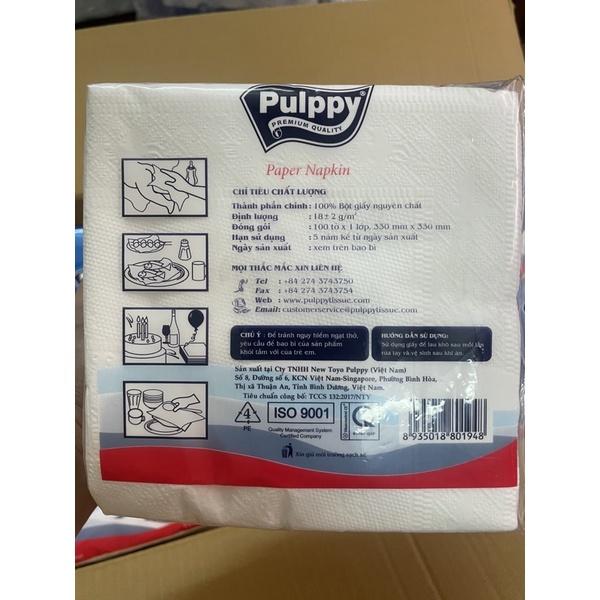 Pulppy®
PREMIUM QUALITY
Paper Napkin
CHỈ TIÊU CHẤT LƯỢNG
Thành phần chính: 100% Bột giấy nguyên chất
Định lượng : 18± 2 g/m²
Đóng gói : 100 tờ x 1 lớp, 330 mm x 330 mm
Hạn sử dụng : 5 năm kể từ ngày sản xuất
Ngày sản xuất : xem trên bao bì
MỌI THẮC MẮC XIN LIÊN HỆ
Tel : +84 274 3743750
Fax : +84 274 3743754
Web : www.pulppytissue.com
Email: customerservice@pulppytissue.com
CHÚ Ý : Để tránh nguy hiểm ngạt thở,
yêu cầu để bao bì của sản phẩm
khỏi tầm với của trẻ em.
HƯỚNG DẪN SỬ DỤNG:
Sử dụng giấy để lau khô sau mỗi lần
rửa tay và vệ sinh sau khi ăn.
Sản xuất tại Cty TNHH New Toyo Pulppy (Việt Nam)
Số 8, Đường số 6, KCN Việt Nam-Singapore, Phường Bình Hòa,
Thị xã Thuận An, Tỉnh Bình Dương, Việt Nam.
Tiêu chuẩn công bố: TCCS 132:2017/NTY
4
PE
ISO 9001
Quality Management System
Certified Company
Xin giữ môi trường sạch sẽ.
8 935018 801948